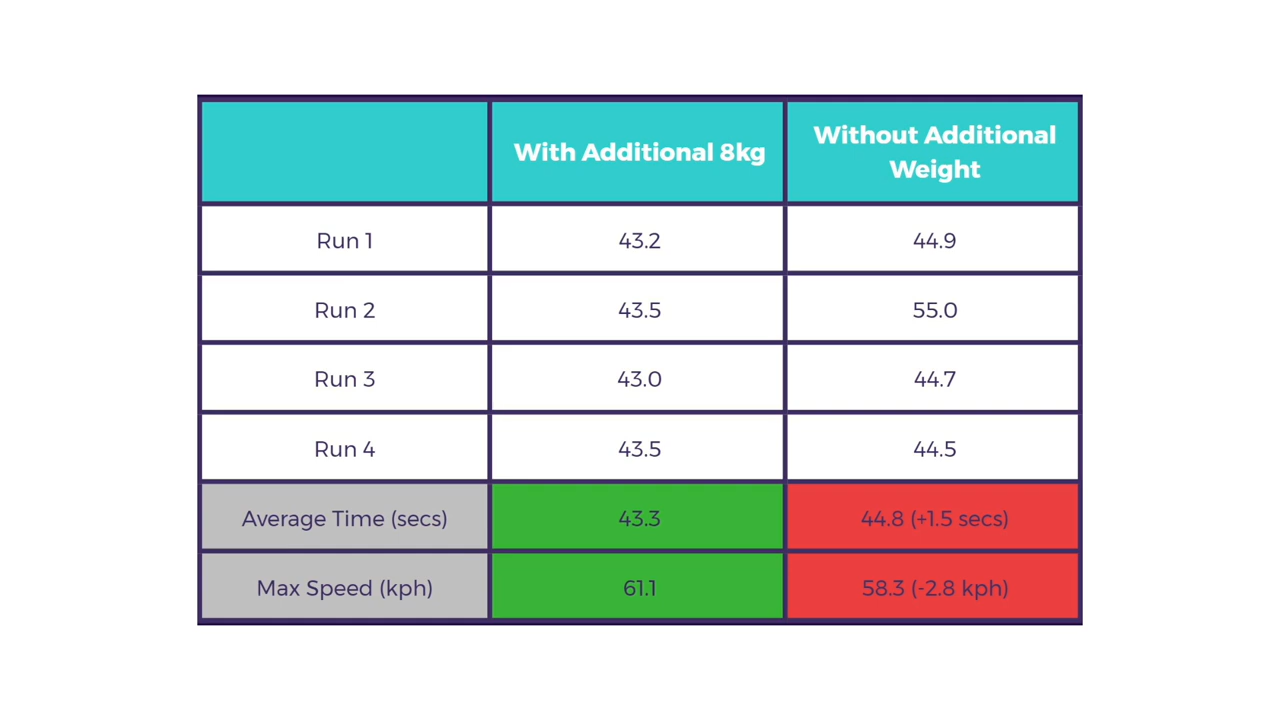 With Additional 8kg
Without Additional
Weight
Run 1
43.2
44.9
Run 2
43.5
55.0
Run 3
43.0
44.7
Run 4
43.5
44.5
Average Time (secs)
43.3
44.8 (+1.5 secs)
Max Speed (kph)
61.1
58.3 (-2.8 kph)